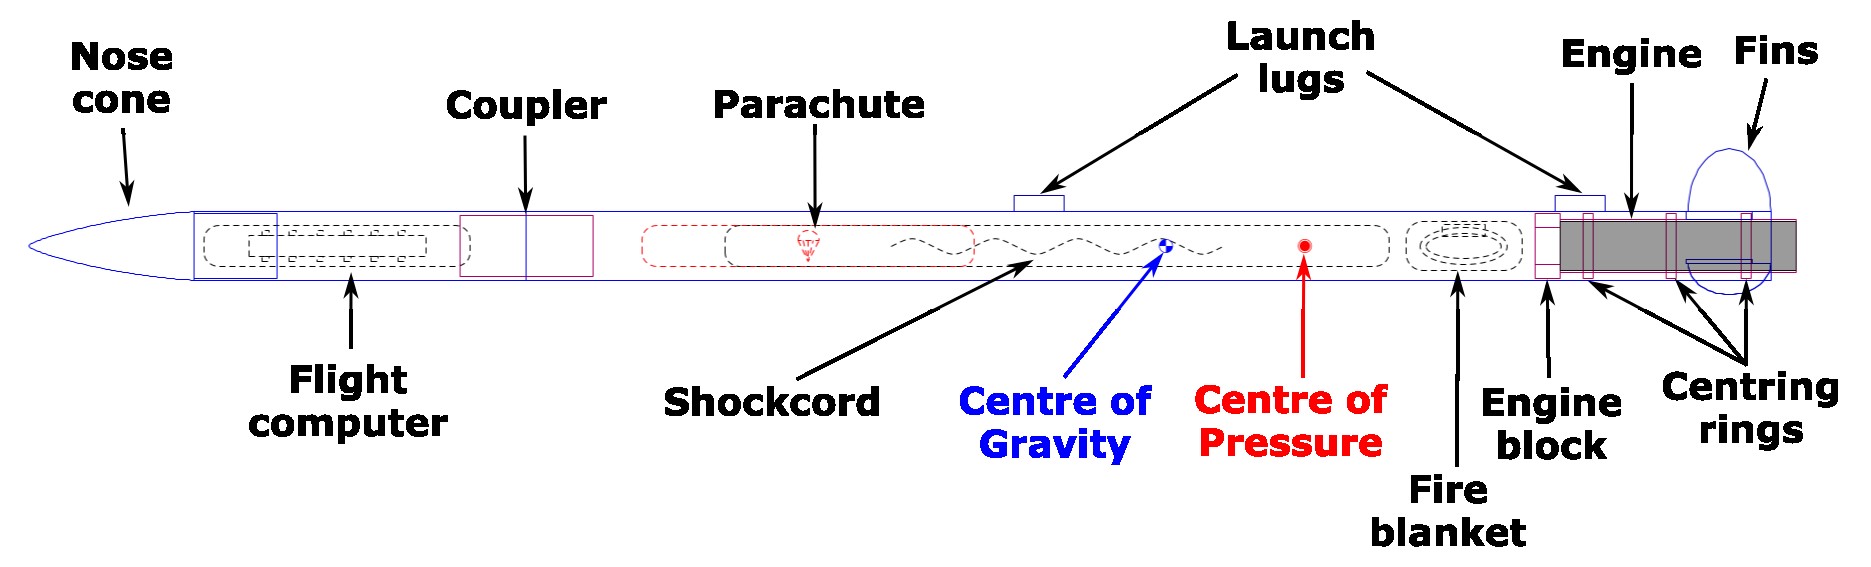 Nose
cone
Coupler
Parachute
Launch
lugs
Engine
Fins
Flight
computer
Shockcord
Centre of
Gravity
Centre of
Pressure
Fire
blanket
Engine
block
Centring
rings